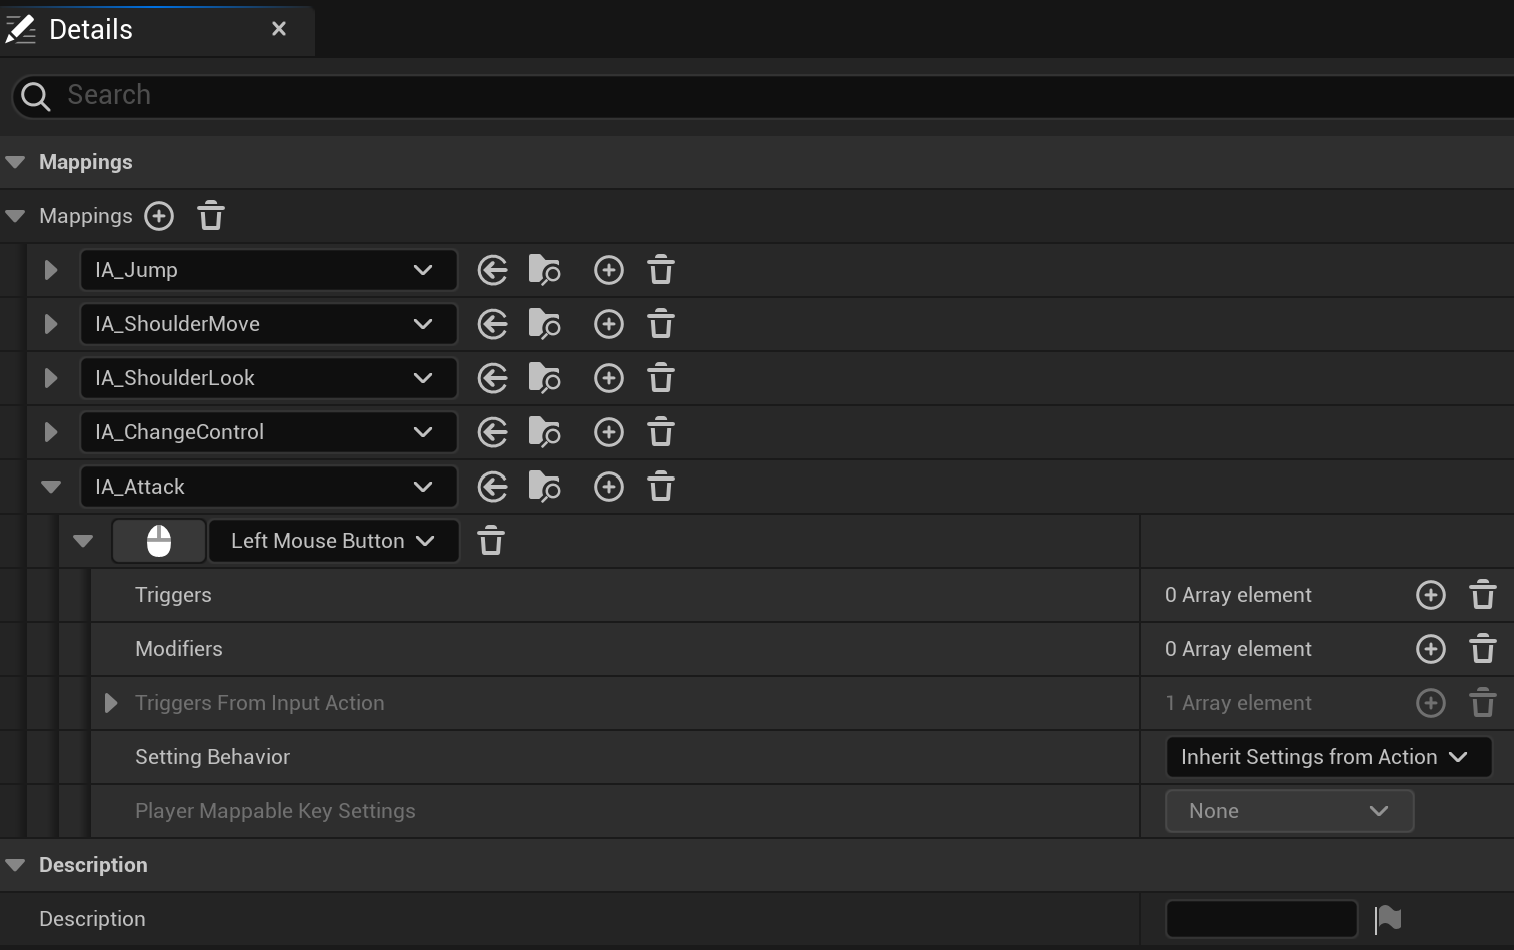 Details
Search
Mappings
Mappings
IA_Jump
IA_ShoulderMove
IA_ShoulderLook
IA_ChangeControl
IA_Attack
Left Mouse Button
Triggers 0 Array element
Modifiers 0 Array element
Triggers From Input Action 1 Array element
Setting Behavior Inherit Settings from Action
Player Mappable Key Settings None
Description
Description